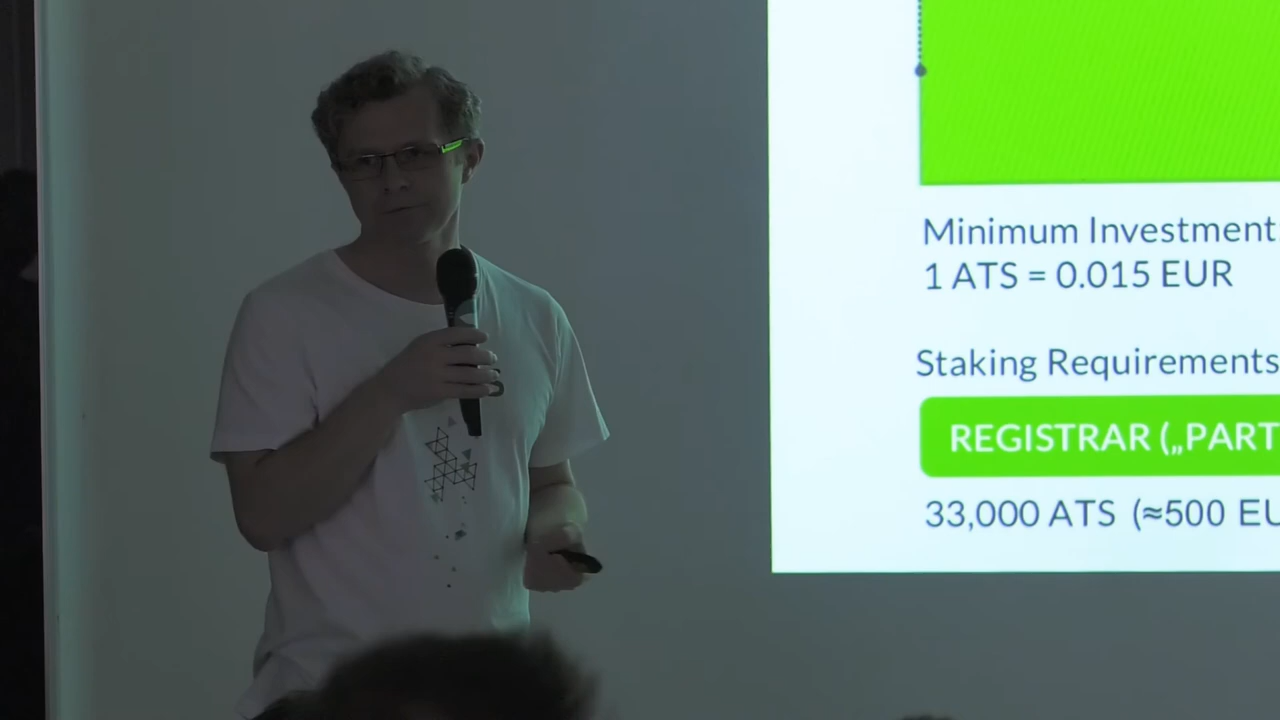 Minimum Investment:
1 ATS = 0.015 EUR
Staking Requirements
REGISTRAR („PART
33,000 ATS (≈500 EU